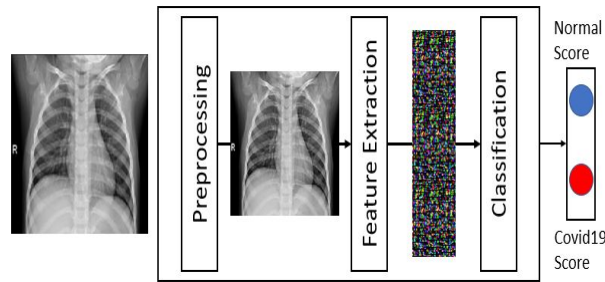 R
Preprocessing
R
Feature Extraction
Classification
Normal
Score
Covid19
Score